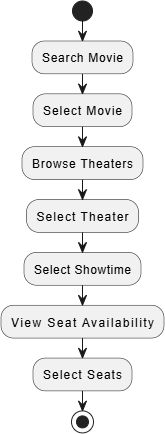 Search Movie
Select Movie
Browse Theaters
Select Theater
Select Showtime
View Seat Availability
Select Seats